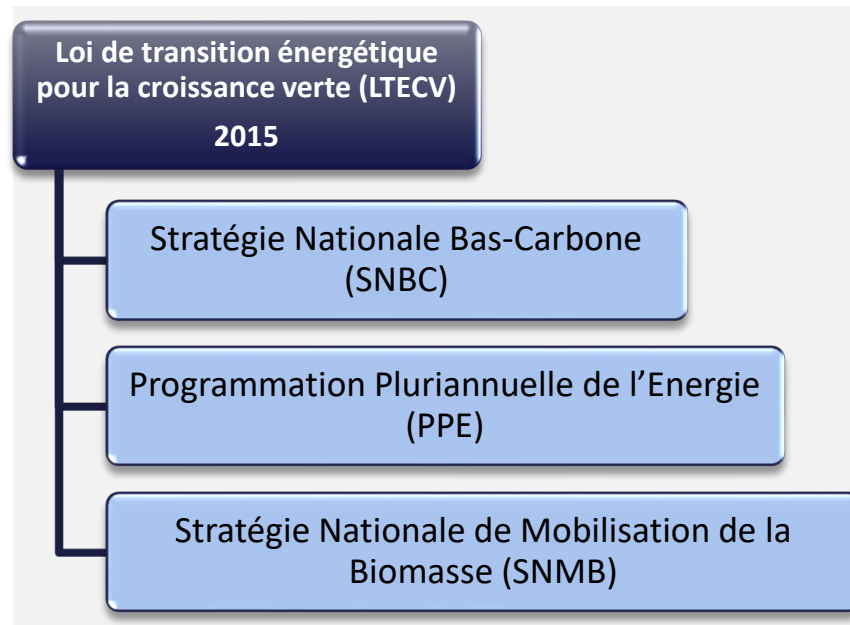 Loi de transition énergétique
pour la croissance verte (LTECV)
2015
Stratégie Nationale Bas-Carbone
(SNBC)
Programmation Pluriannuelle de l’Energie
(PPE)
Stratégie Nationale de Mobilisation de la
Biomasse (SNMB)